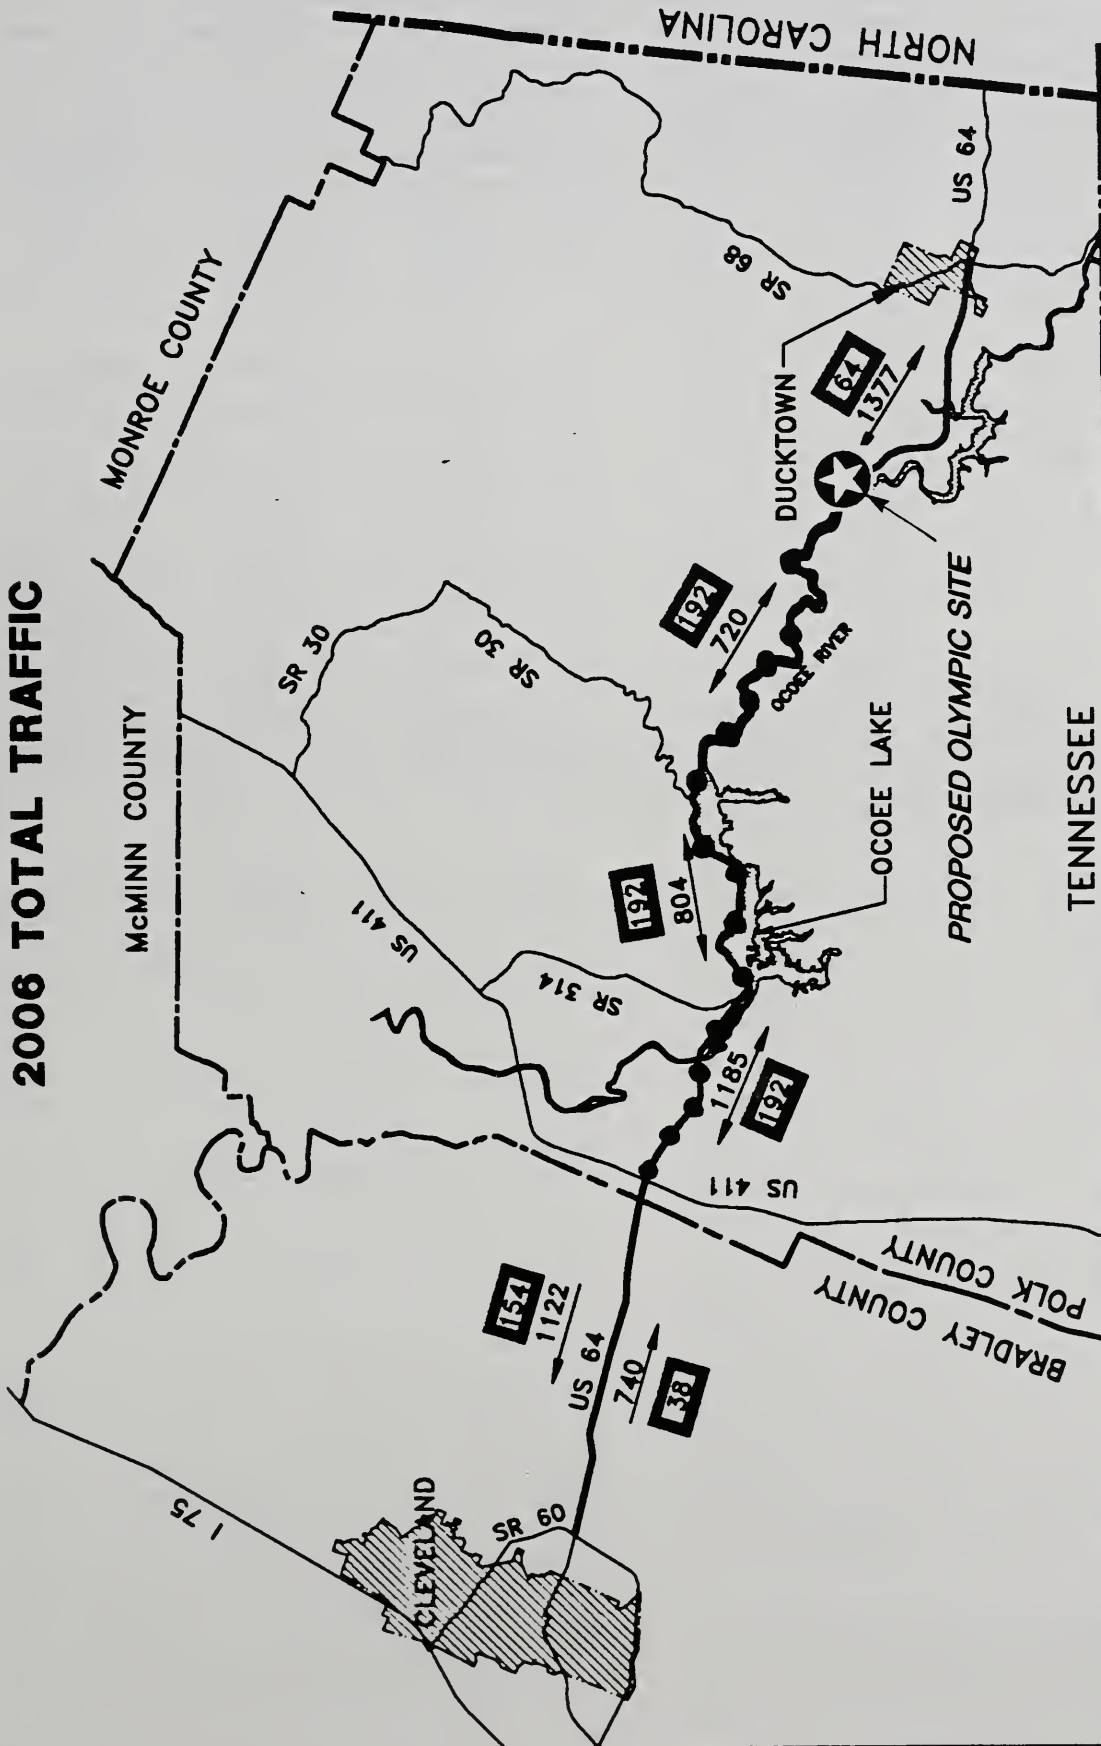 2006 TOTAL TRAFFIC
MONROE COUNTY
McMINN COUNTY
NORTH CAROLINA
SR 30
SR 30
SR 68
US 64
US 411
SR 314
DUCKTOWN
64
1377
192
720
OCOEE RIVER
192
804
OCOEE LAKE
PROPOSED OLYMPIC SITE
1185
192
US 411
154
1122
US 64
740
38
POLK COUNTY
BRADLEY COUNTY
I 75
CLEVELAND
SR 60
TENNESSEE